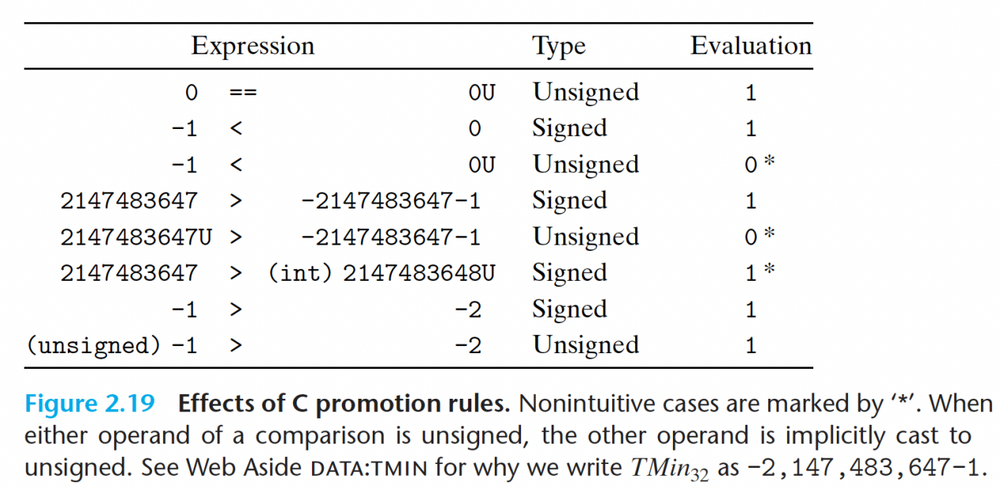 Expression Type Evaluation
0 == 0U Unsigned 1
-1 < 0 Signed 1
-1 < 0U Unsigned 0 *
2147483647 > -2147483647-1 Signed 1
2147483647U > -2147483647-1 Unsigned 0 *
2147483647 > (int) 2147483648U Signed 1 *
-1 > -2 Signed 1
(unsigned) -1 > -2 Unsigned 1
Figure 2.19 Effects of C promotion rules. Nonintuitive cases are marked by ‘*’. When
either operand of a comparison is unsigned, the other operand is implicitly cast to
unsigned. See Web Aside DATA:TMIN for why we write TMin32 as -2,147,483,647-1.